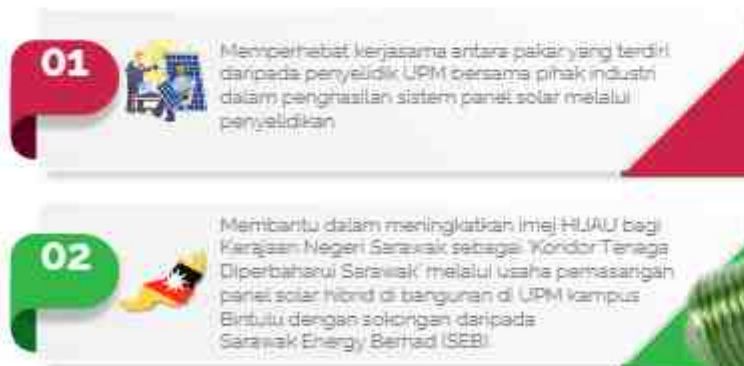 01
Memperhebat kerjasama antara pakar yang terdiri
daripada penyelidik UPM bersama pihak industri
dalam penghasilan sistem panel solar melalui
penyelidikan
02
Membantu dalam meningkatkan imej HIJAU bagi
Kerajaan Negeri Sarawak sebagai 'Koridor Tenaga
Diperbaharui Sarawak' melalui usaha pemasangan
panel solar hibrid di bangunan di UPM kampus
Bintulu dengan sokongan daripada
Sarawak Energy Berhad (SEB).